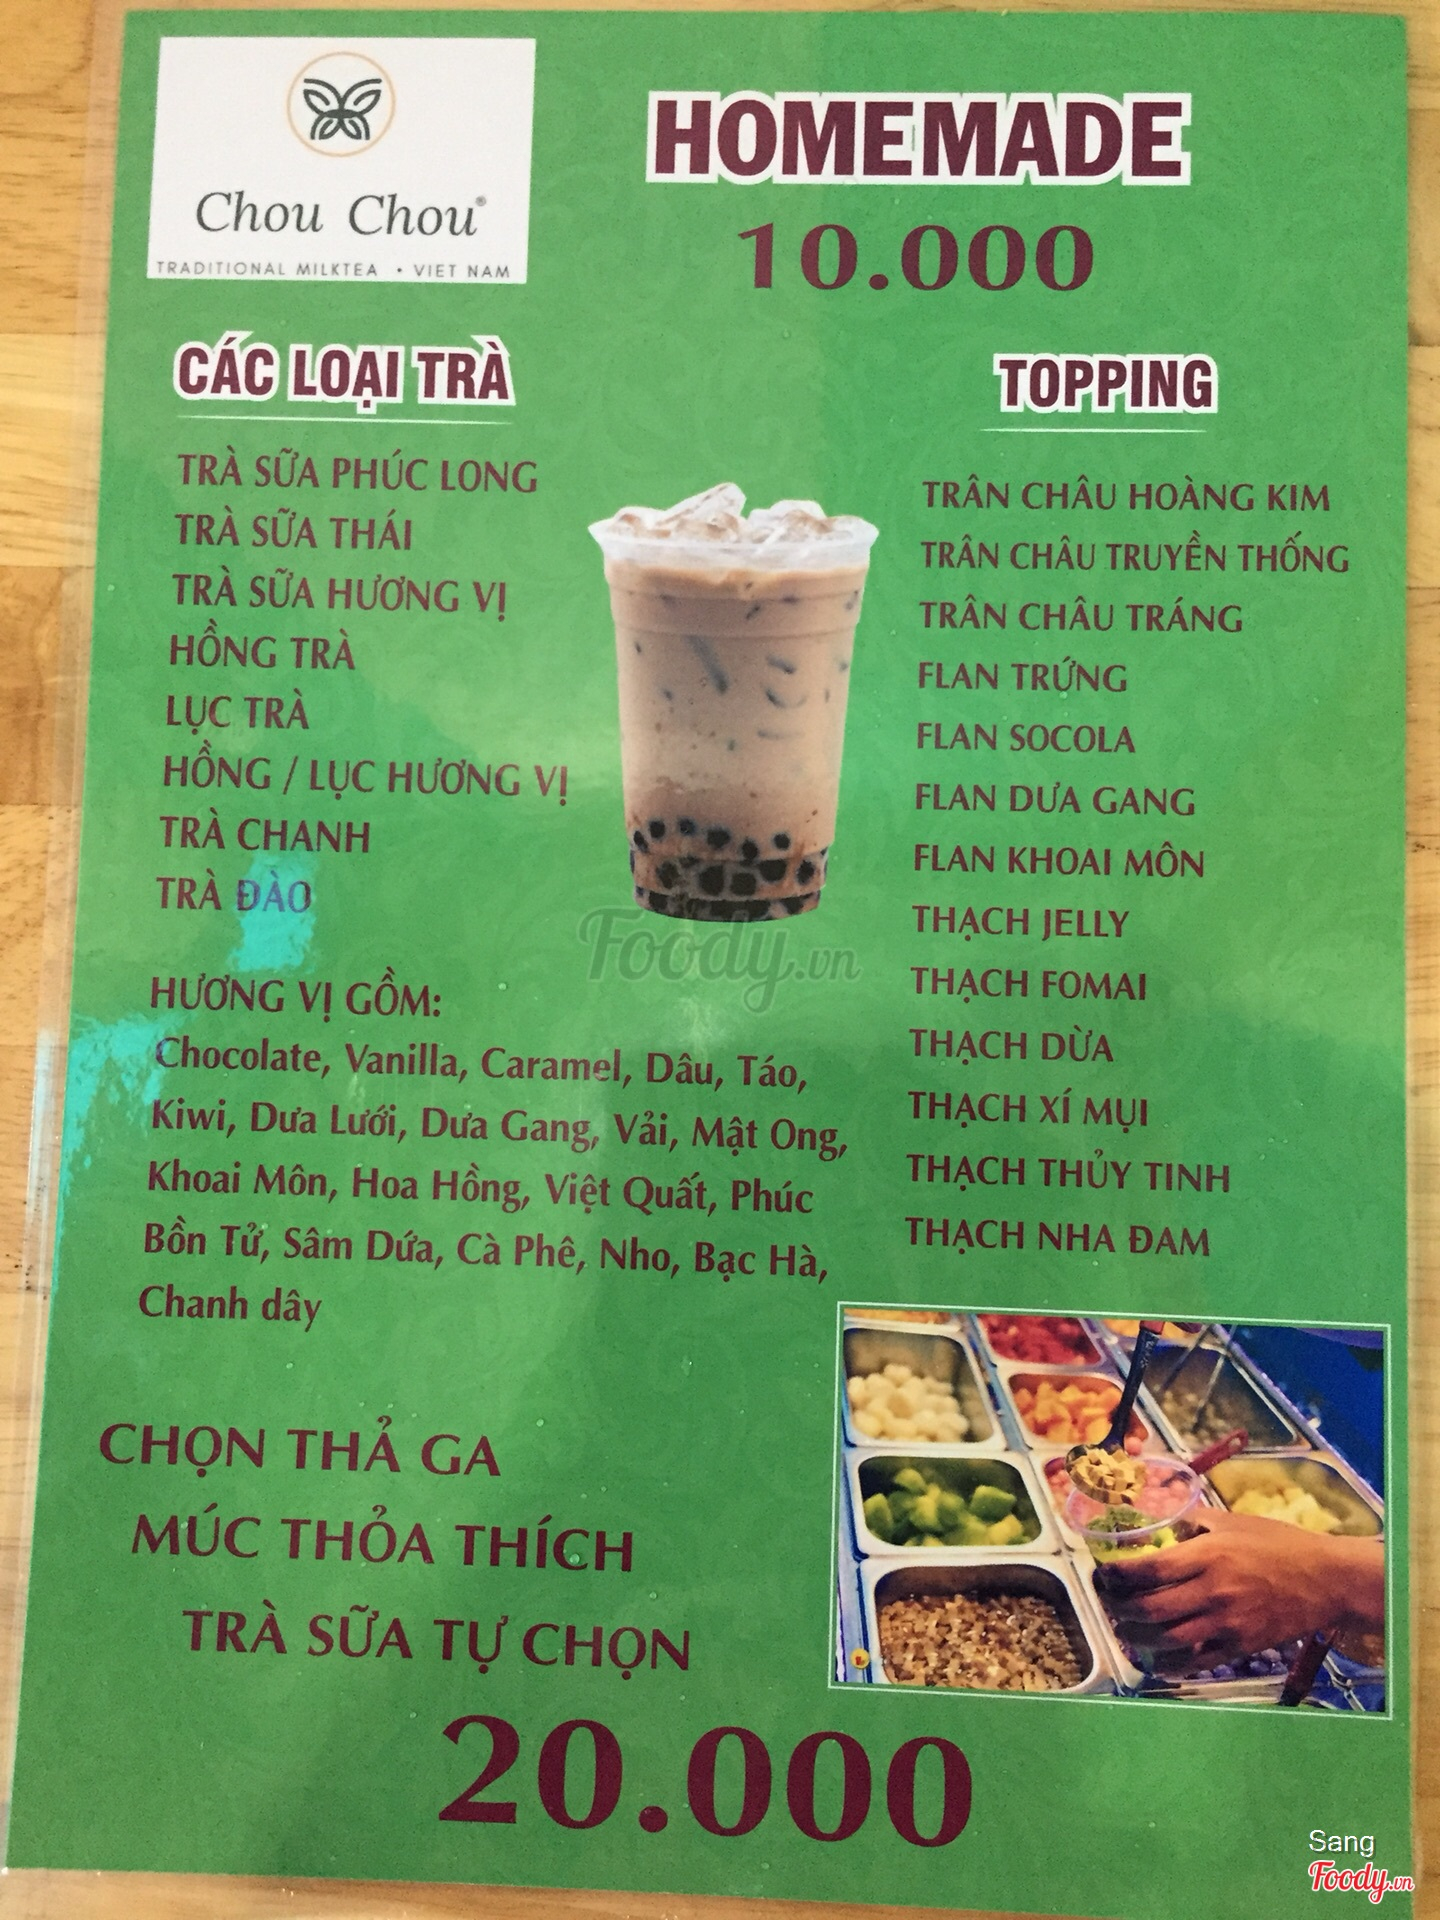 Chou Chou®
TRADITIONAL MILKTEA • VIET NAM
HOMEMADE
10.000
CÁC LOẠI TRÀ
TRÀ SỮA PHÚC LONG
TRÀ SỮA THÁI
TRÀ SỮA HƯƠNG VỊ
HỒNG TRÀ
LỤC TRÀ
HỒNG / LỤC HƯƠNG VỊ
TRÀ CHANH
TRÀ ĐÀO
HƯƠNG VỊ GỒM:
Chocolate, Vanilla, Caramel, Dâu, Táo,
Kiwi, Dưa Lưới, Dưa Gang, Vải, Mật Ong,
Khoai Môn, Hoa Hồng, Việt Quất, Phúc
Bồn Tử, Sâm Dứa, Cà Phê, Nho, Bạc Hà,
Chanh dây
TOPPING
TRÂN CHÂU HOÀNG KIM
TRÂN CHÂU TRUYỀN THỐNG
TRÂN CHÂU TRÁNG
FLAN TRỨNG
FLAN SOCOLA
FLAN DƯA GANG
FLAN KHOAI MÔN
THẠCH JELLY
THẠCH FOMAI
THẠCH DỪA
THẠCH XÍ MỤI
THẠCH THỦY TINH
THẠCH NHA ĐAM
Foody.vn
CHỌN THẢ GA
MÚC THỎA THÍCH
TRÀ SỮA TỰ CHỌN
20.000
Sang
Foody.vn